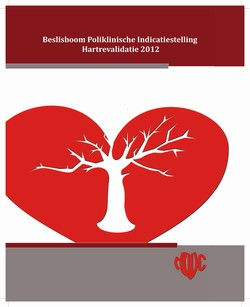 Beslisboom Poliklinische Indicatiestelling
Hartrevalidatie 2012